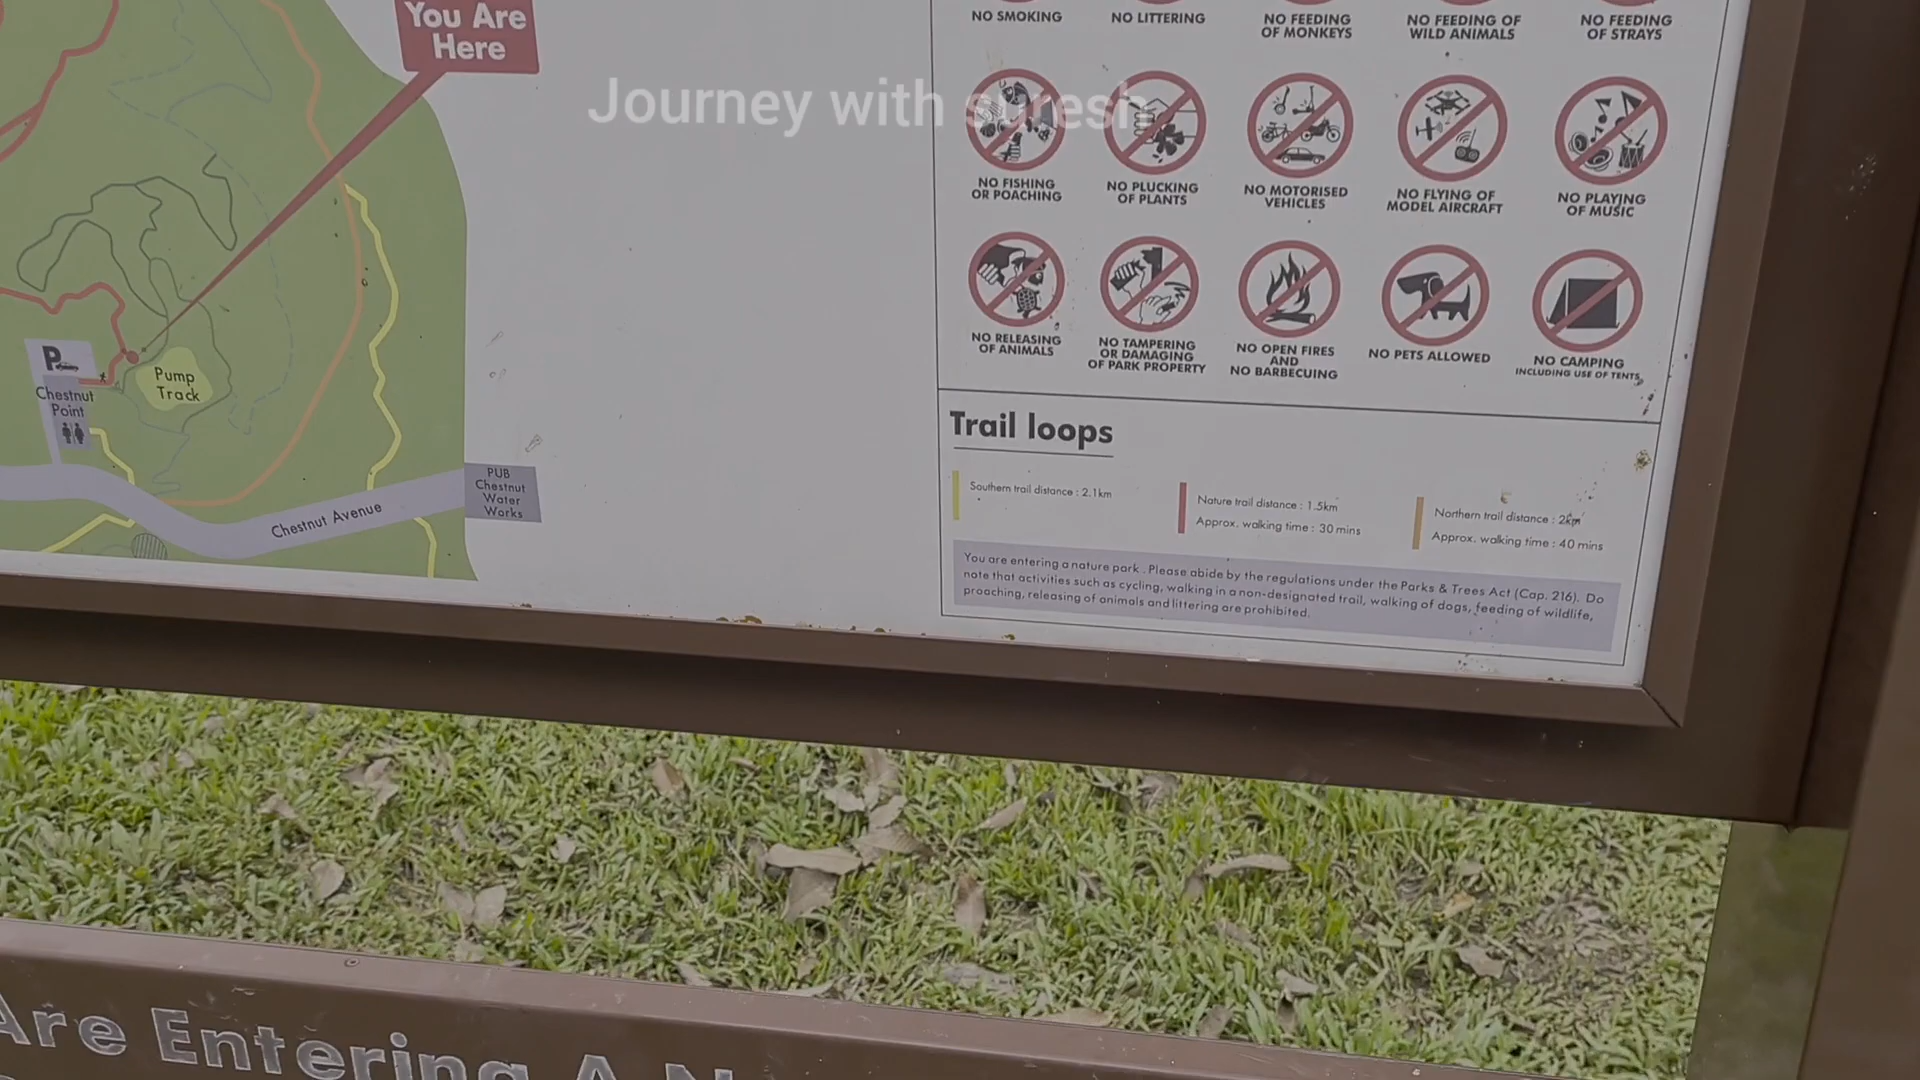 You Are
Here
Journey with suresh
Pump
Track
P
Chestnut
Point
PUB
Chestnut
Water
Works
Chestnut Avenue
NO SMOKING
NO LITTERING
NO FEEDING
OF MONKEYS
NO FEEDING OF
WILD ANIMALS
NO FEEDING
OF STRAYS
NO FISHING
OR POACHING
NO PLUCKING
OF PLANTS
NO MOTORISED
VEHICLES
NO FLYING OF
MODEL AIRCRAFT
NO PLAYING
OF MUSIC
NO RELEASING
OF ANIMALS
NO TAMPERING
OR DAMAGING
OF PARK PROPERTY
NO OPEN FIRES
AND
NO BARBECUING
NO PETS ALLOWED
NO CAMPING
INCLUDING USE OF TENTS
Trail loops
Southern trail distance : 2.1km
Nature trail distance : 1.5km
Approx. walking time : 30 mins
Northern trail distance : 2km
Approx. walking time : 40 mins
You are entering a nature park . Please abide by the regulations under the Parks & Trees Act (Cap. 216). Do
note that activities such as cycling, walking in a non-designated trail, walking of dogs, feeding of wildlife,
proaching, releasing of animals and littering are prohibited.
Are Entering A